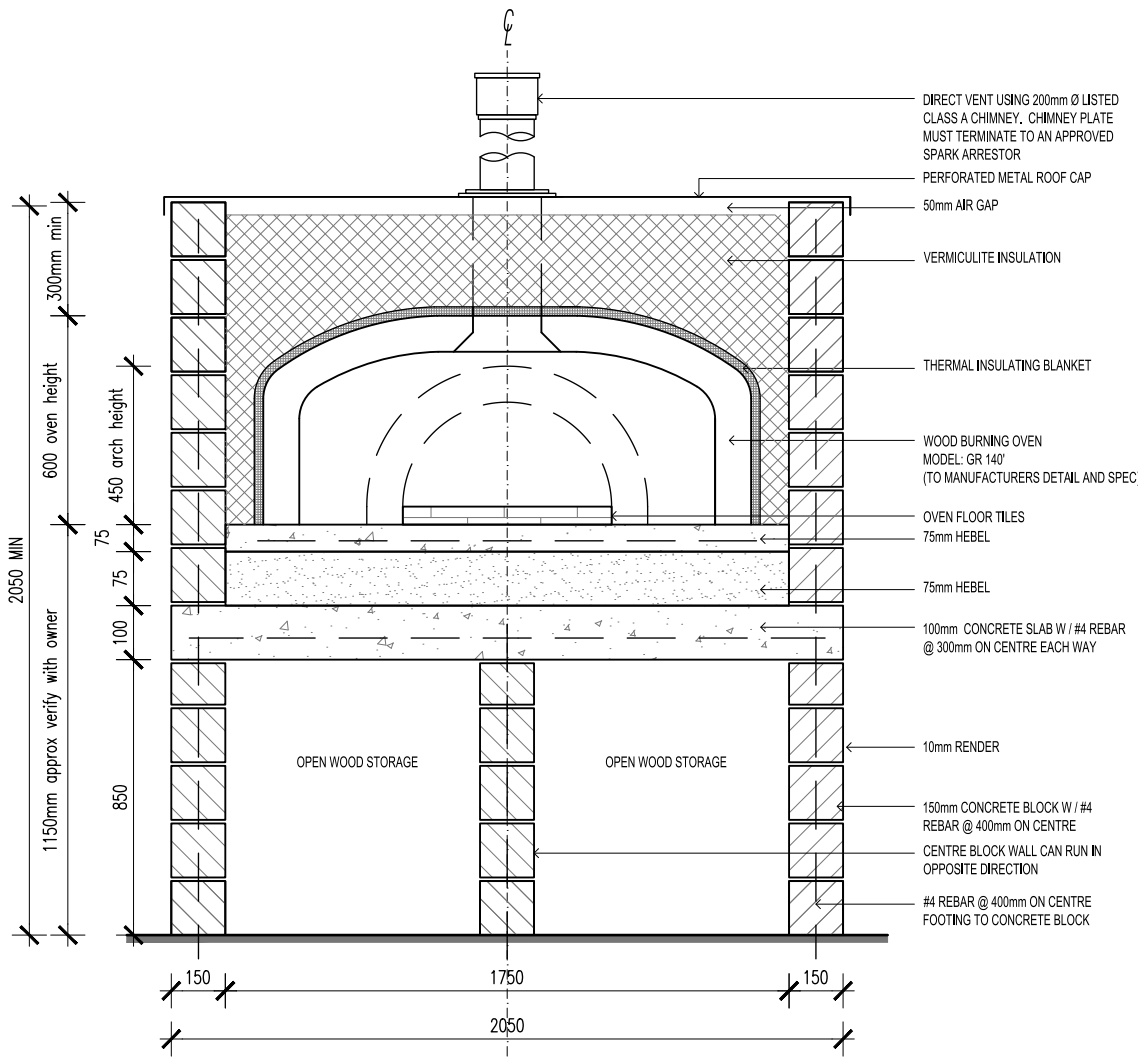 ℄
DIRECT VENT USING 200mm Ø LISTED
CLASS A CHIMNEY. CHIMNEY PLATE
MUST TERMINATE TO AN APPROVED
SPARK ARRESTOR
PERFORATED METAL ROOF CAP
50mm AIR GAP
VERMICULITE INSULATION
THERMAL INSULATING BLANKET
WOOD BURNING OVEN
MODEL: GR 140'
(TO MANUFACTURERS DETAIL AND SPEC)
OVEN FLOOR TILES
75mm HEBEL
75mm HEBEL
100mm CONCRETE SLAB W / #4 REBAR
@ 300mm ON CENTRE EACH WAY
10mm RENDER
150mm CONCRETE BLOCK W / #4
REBAR @ 400mm ON CENTRE
CENTRE BLOCK WALL CAN RUN IN
OPPOSITE DIRECTION
#4 REBAR @ 400mm ON CENTRE
FOOTING TO CONCRETE BLOCK
2050 MIN
300mm min
600 oven height
1150mm approx verify with owner
450 arch height
75
75
100
850
OPEN WOOD STORAGE
OPEN WOOD STORAGE
150
1750
150
2050